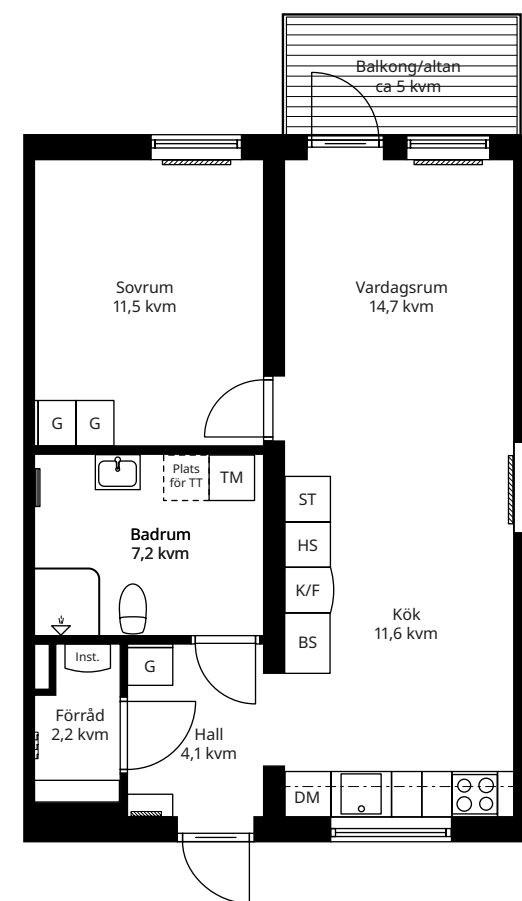 Balkong/altan
ca 5 kvm
Sovrum
11,5 kvm
Vardagsrum
14,7 kvm
G
G
Plats
för TT
TM
ST
Badrum
7,2 kvm
HS
K/F
Kök
11,6 kvm
BS
Inst.
G
Förråd
2,2 kvm
Hall
4,1 kvm
DM